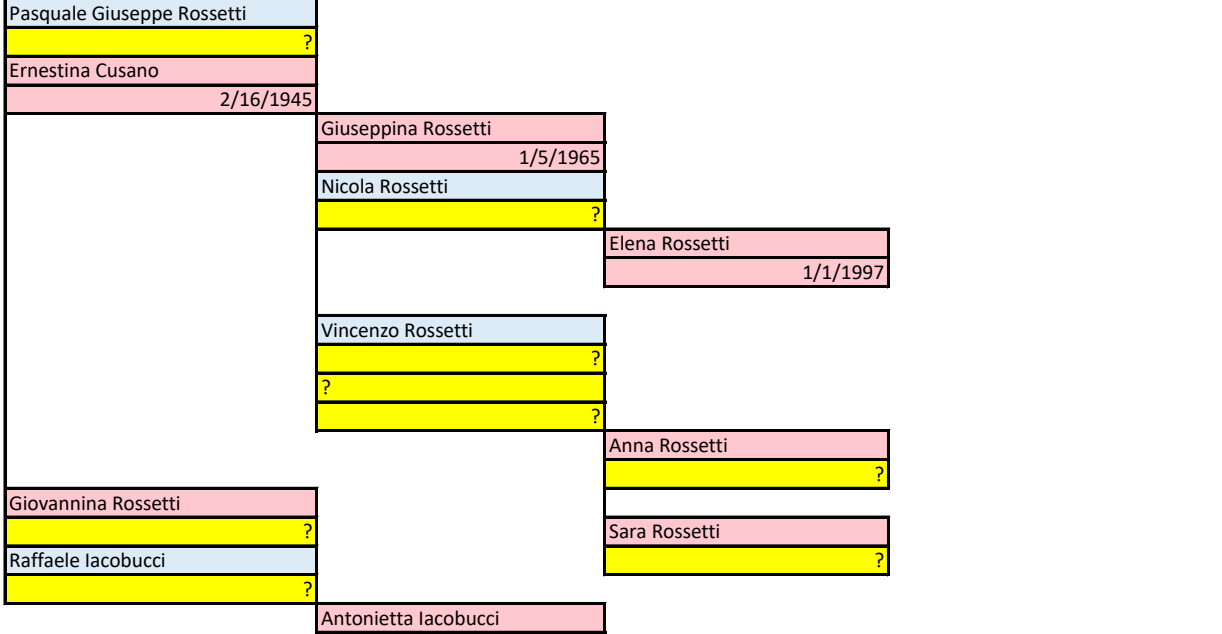 Pasquale Giuseppe Rossetti
?
Ernestina Cusano
2/16/1945
Giuseppina Rossetti
1/5/1965
Nicola Rossetti
?
Elena Rossetti
1/1/1997
Vincenzo Rossetti
?
?
?
Anna Rossetti
?
Giovannina Rossetti
?
Sara Rossetti
Raffaele Iacobucci
?
?
Antonietta Iacobucci